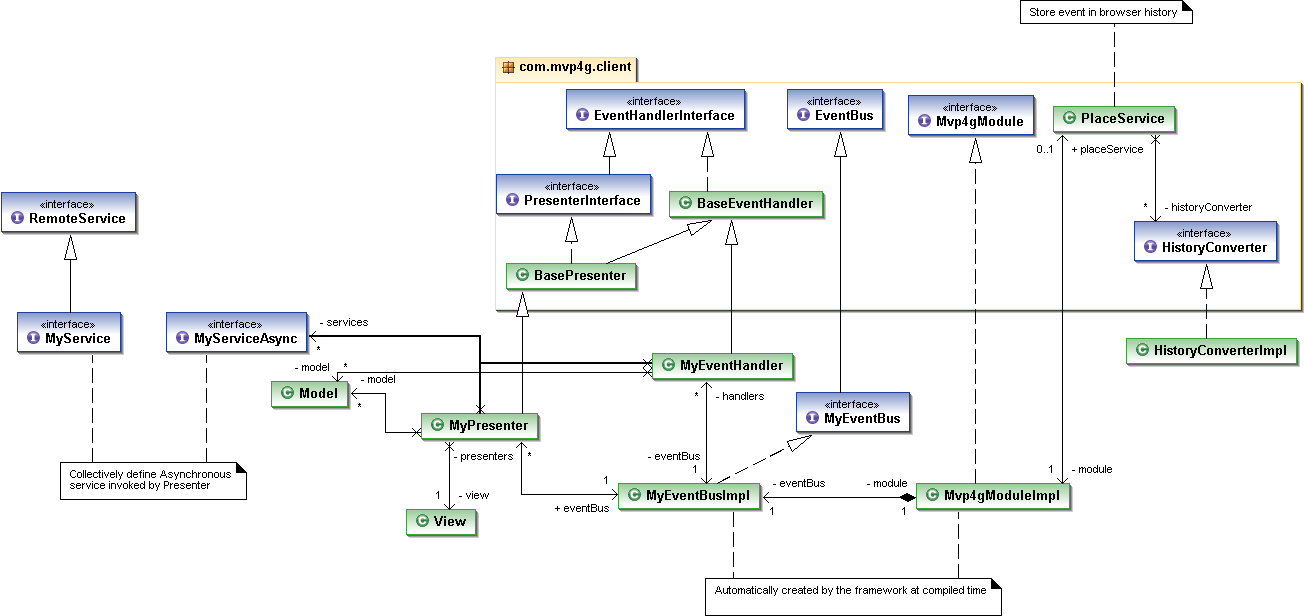 Store event in browser history
com.mvp4g.client
«interface»
EventHandlerInterface
«interface»
EventBus
«interface»
Mvp4gModule
PlaceService
0..1
+ placeService
«interface»
PresenterInterface
BaseEventHandler
«interface»
RemoteService
* - historyConverter
«interface»
HistoryConverter
BasePresenter
«interface»
MyService
«interface»
MyServiceAsync
- services
*
HistoryConverterImpl
- model
*
MyEventHandler
- model
*
Model
* - handlers
«interface»
MyEventBus
MyPresenter
- presenters
*
- eventBus
1
1
- module
Collectively define Asynchronous
service invoked by Presenter
1
- view
1
+ eventBus
MyEventBusImpl
- eventBus
1
- module
1
Mvp4gModuleImpl
View
Automatically created by the framework at compiled time